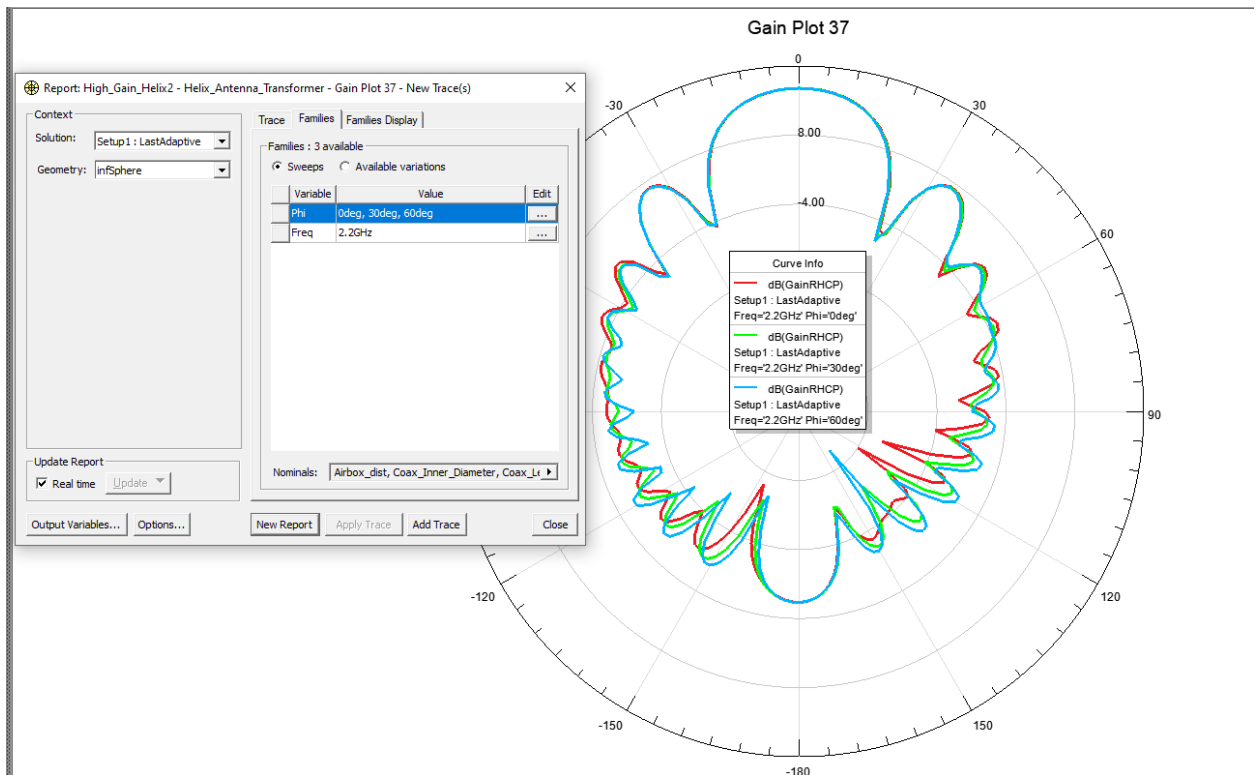 Gain Plot 37
Report: High_Gain_Helix2 - Helix_Antenna_Transformer - Gain Plot 37 - New Trace(s)
Context
Solution:
Setup1 : LastAdaptive
Geometry:
infSphere
Update Report
Real time
Update
Output Variables...
Options...
Trace
Families
Families Display
Families : 3 available
Sweeps
Available variations
Variable Value Edit
Phi 0deg, 30deg, 60deg ...
Freq 2.2GHz ...
Nominals:
Airbox_dist, Coax_Inner_Diameter, Coax_Le
New Report
Apply Trace
Add Trace
Close
0
-30
30
8.00
-4.00
60
90
-120
120
-150
150
-180
Curve Info
dB(GainRHCP)
Setup1 : LastAdaptive
Freq='2.2GHz' Phi='0deg'
dB(GainRHCP)
Setup1 : LastAdaptive
Freq='2.2GHz' Phi='30deg'
dB(GainRHCP)
Setup1 : LastAdaptive
Freq='2.2GHz' Phi='60deg'